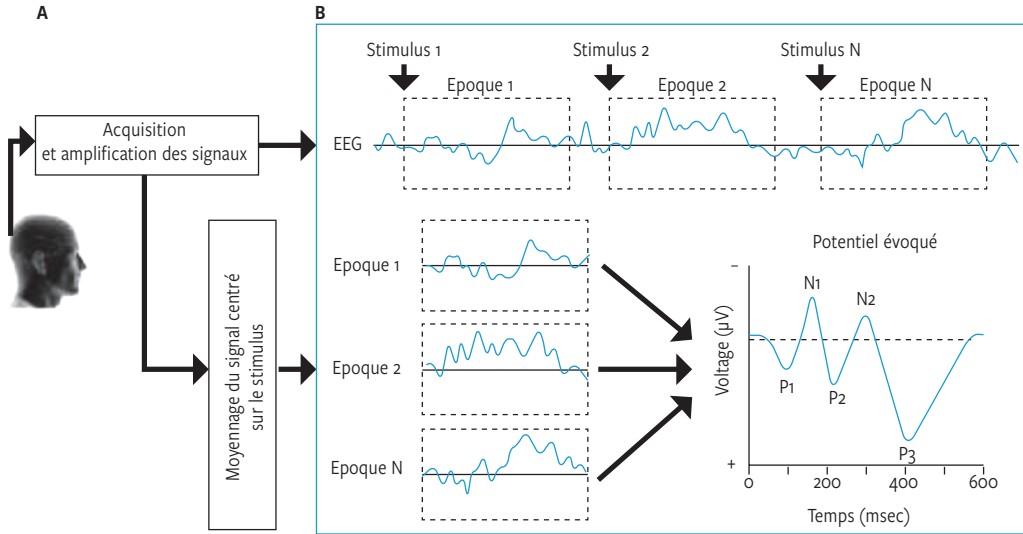 A
B
Stimulus 1
Stimulus 2
Stimulus N
Epoque 1
Epoque 2
Epoque N
Acquisition
et amplification des signaux
EEG
Moyennage du signal centré
sur le stimulus
Epoque 1
Epoque 2
Epoque N
Potentiel évoqué
–
N1
N2
Voltage (µV)
P1
P2
P3
+
0
200
400
600
Temps (msec)